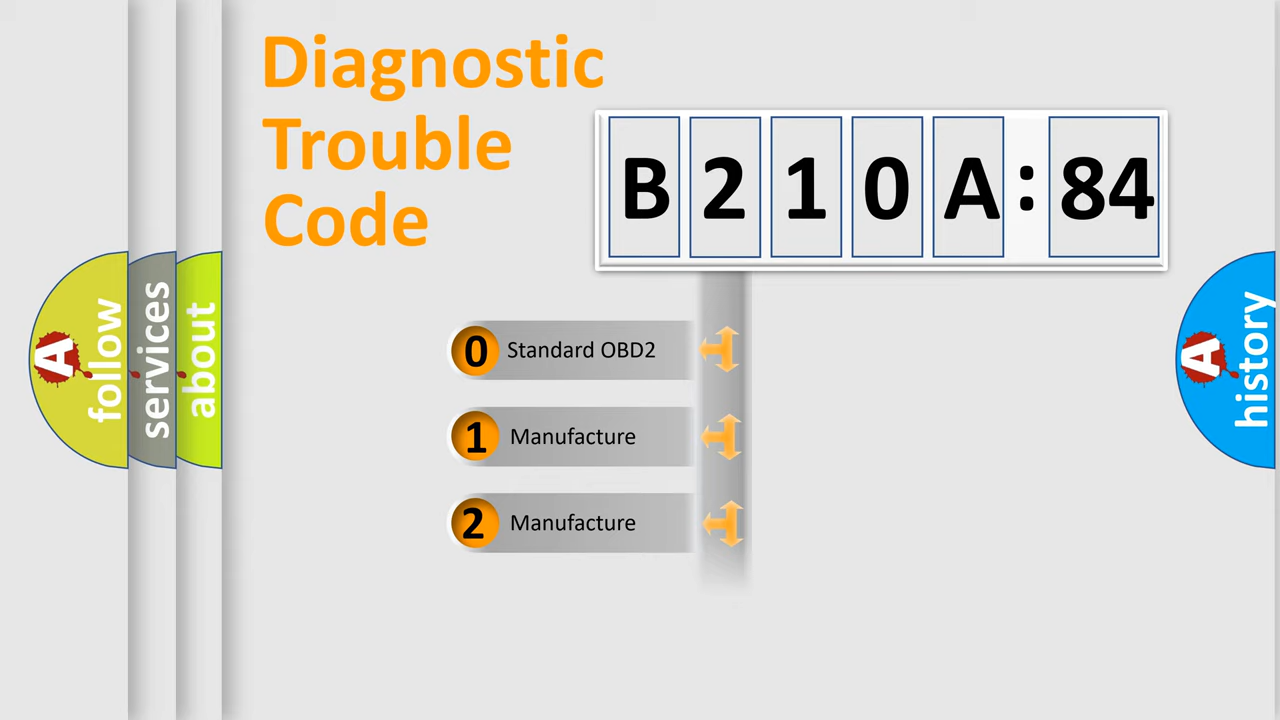 Diagnostic
Trouble
Code
B 2 1 0 A : 84
0 Standard OBD2
1 Manufacture
2 Manufacture
A follow
services
about
A history